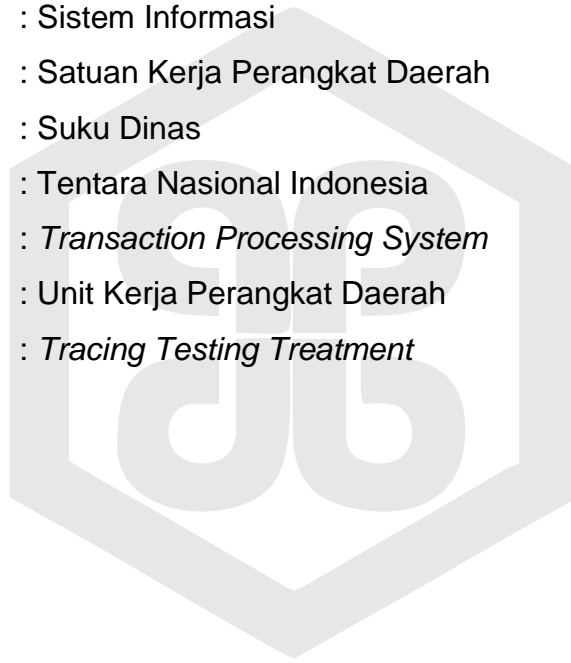 : Sistem Informasi
: Satuan Kerja Perangkat Daerah
: Suku Dinas
: Tentara Nasional Indonesia
: Transaction Processing System
: Unit Kerja Perangkat Daerah
: Tracing Testing Treatment